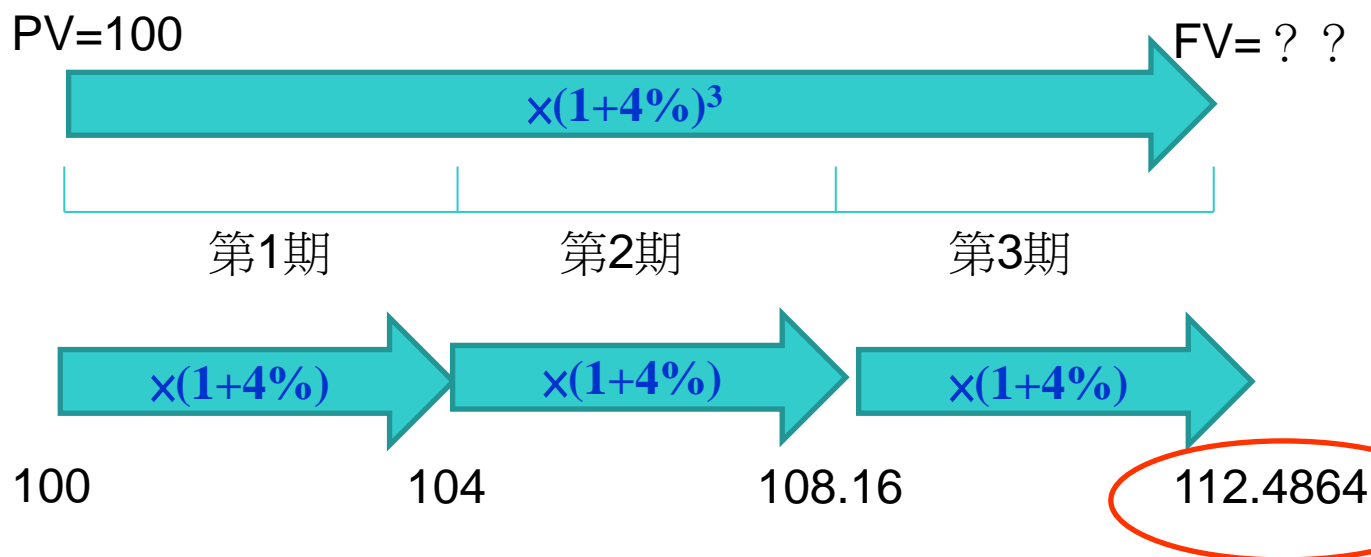 PV=100
FV=？？
×(1+4%)³
第1期 第2期 第3期
×(1+4%) ×(1+4%) ×(1+4%)
100 104 108.16 112.4864